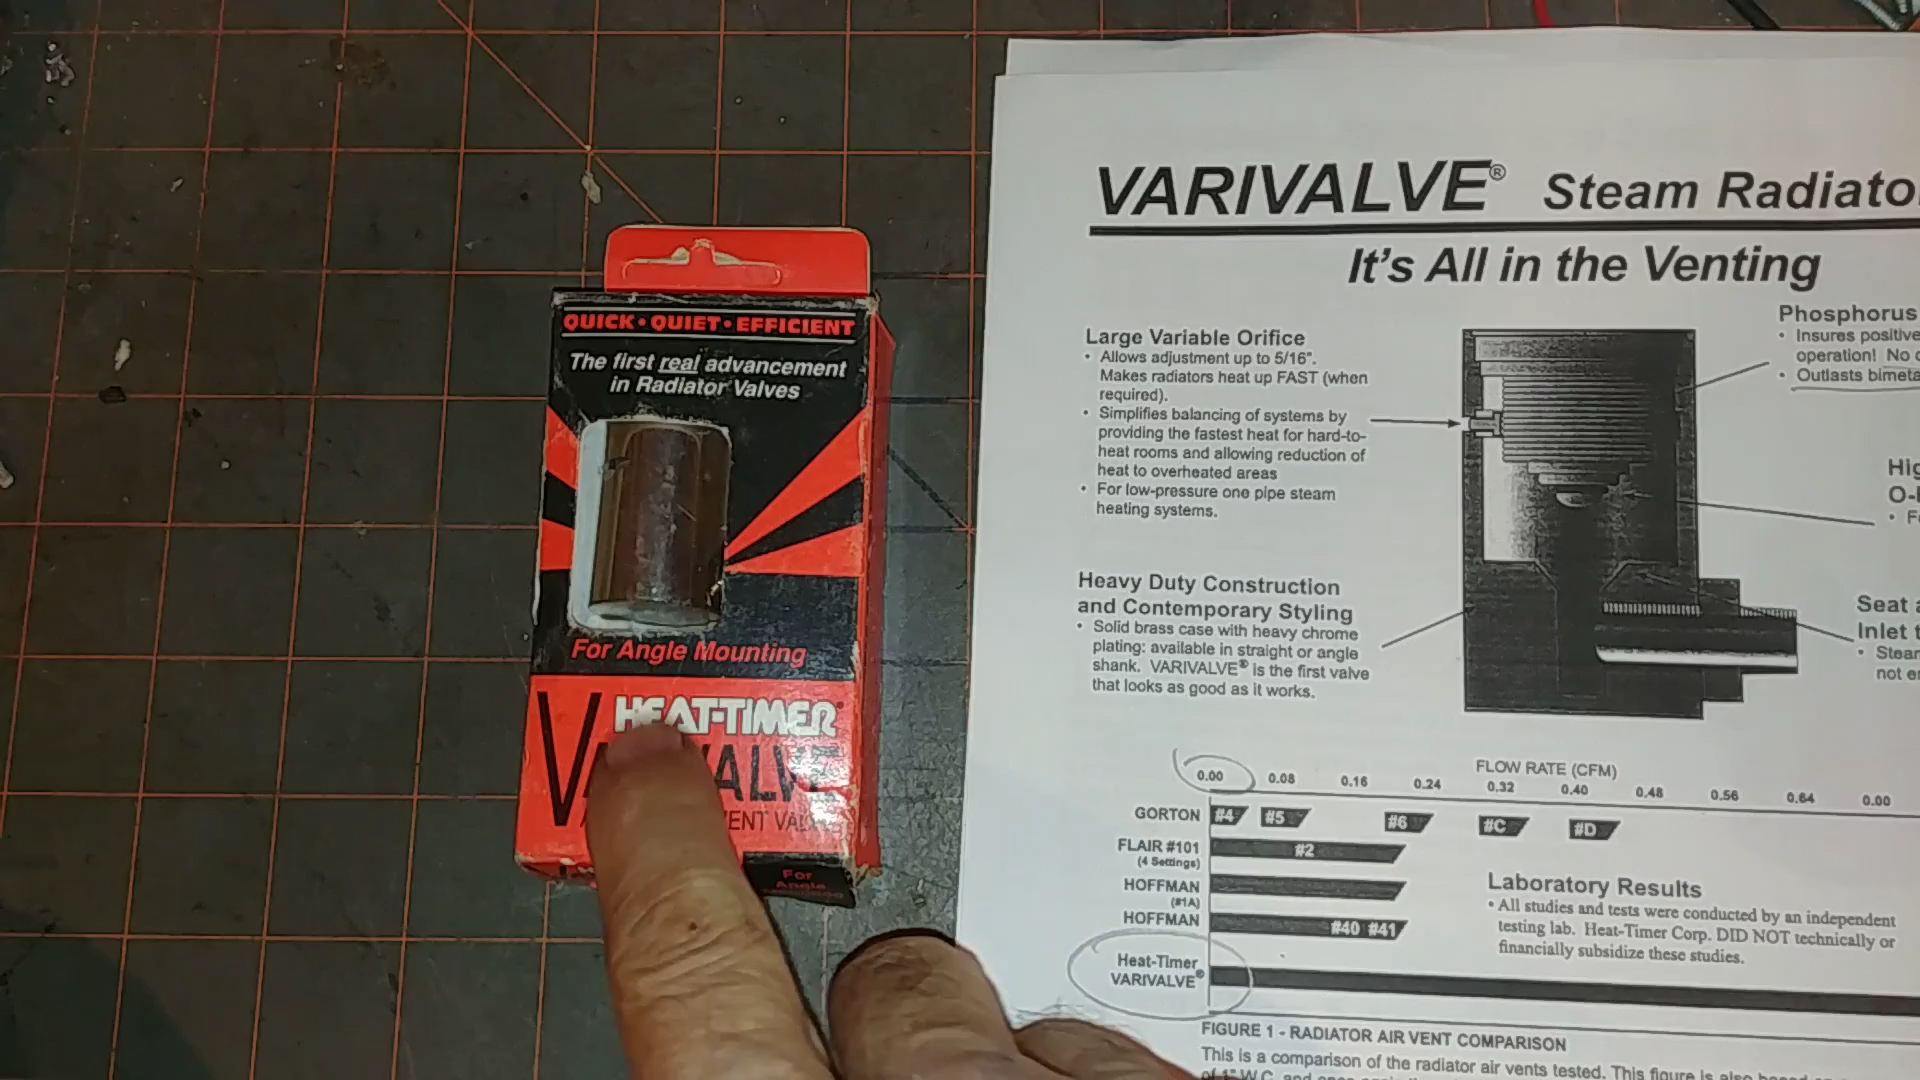 QUICK • QUIET • EFFICIENT
The first real advancement
in Radiator Valves
For Angle Mounting
HEAT-TIMER®
VENT
For
Angle
VARIVALVE® Steam
It's All in the Venting
Large Variable Orifice
• Allows adjustment up to 5/16".
Makes radiators heat up FAST (when
required).
• Simplifies balancing of systems by
providing the fastest heat for hard-to-
heat rooms and allowing reduction of
heat to overheated areas
• For low-pressure one pipe steam
heating systems.
Heavy Duty Construction
and Contemporary Styling
• Solid brass case with heavy chrome
plating: available in straight or angle
shank. VARIVALVE® is the first valve
that looks as good as it works.
Phosphorus
• Insures positive
operation! No
• Outlasts
Seat
Inlet
FLOW RATE (CFM)
0.00 0.08 0.16 0.24 0.32 0.40 0.48 0.56 0.64 0.00
GORTON #4 #5 #6 #C #D
FLAIR #101 #2
(4 Settings)
HOFFMAN
(#1A)
HOFFMAN #40 #41
Heat-Timer
VARIVALVE®
Laboratory Results
• All studies and tests were conducted by an independent
testing lab. Heat-Timer Corp. DID NOT technically or
financially subsidize these studies.
FIGURE 1 - RADIATOR AIR VENT COMPARISON
This is a comparison of the radiator air vents tested. This figure is also
of 1" W.C. and